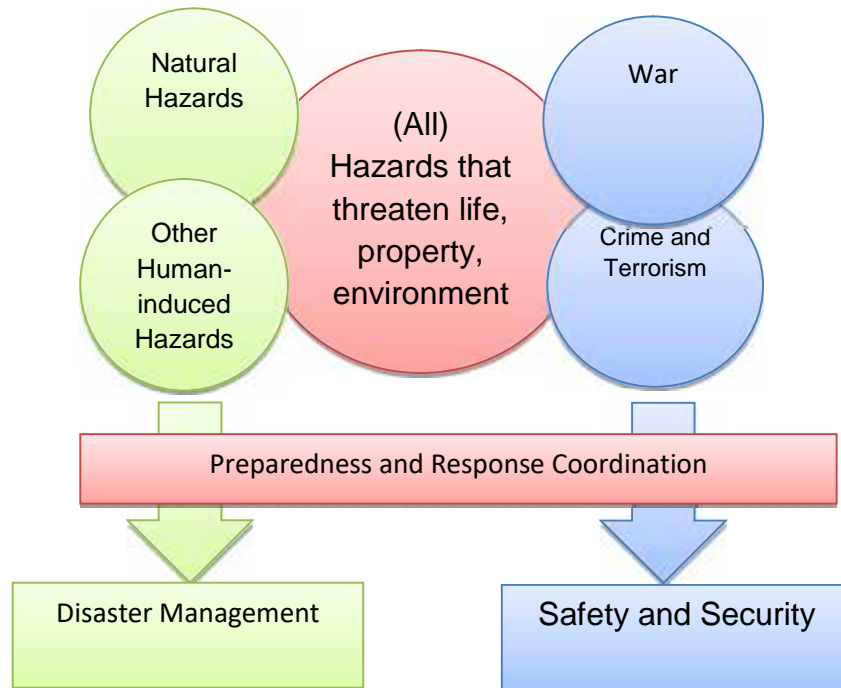 Natural
Hazards
(All)
Hazards that
threaten life,
property,
environment
War
Other
Human-
induced
Hazards
Crime and
Terrorism
Preparedness and Response Coordination
Disaster Management
Safety and Security